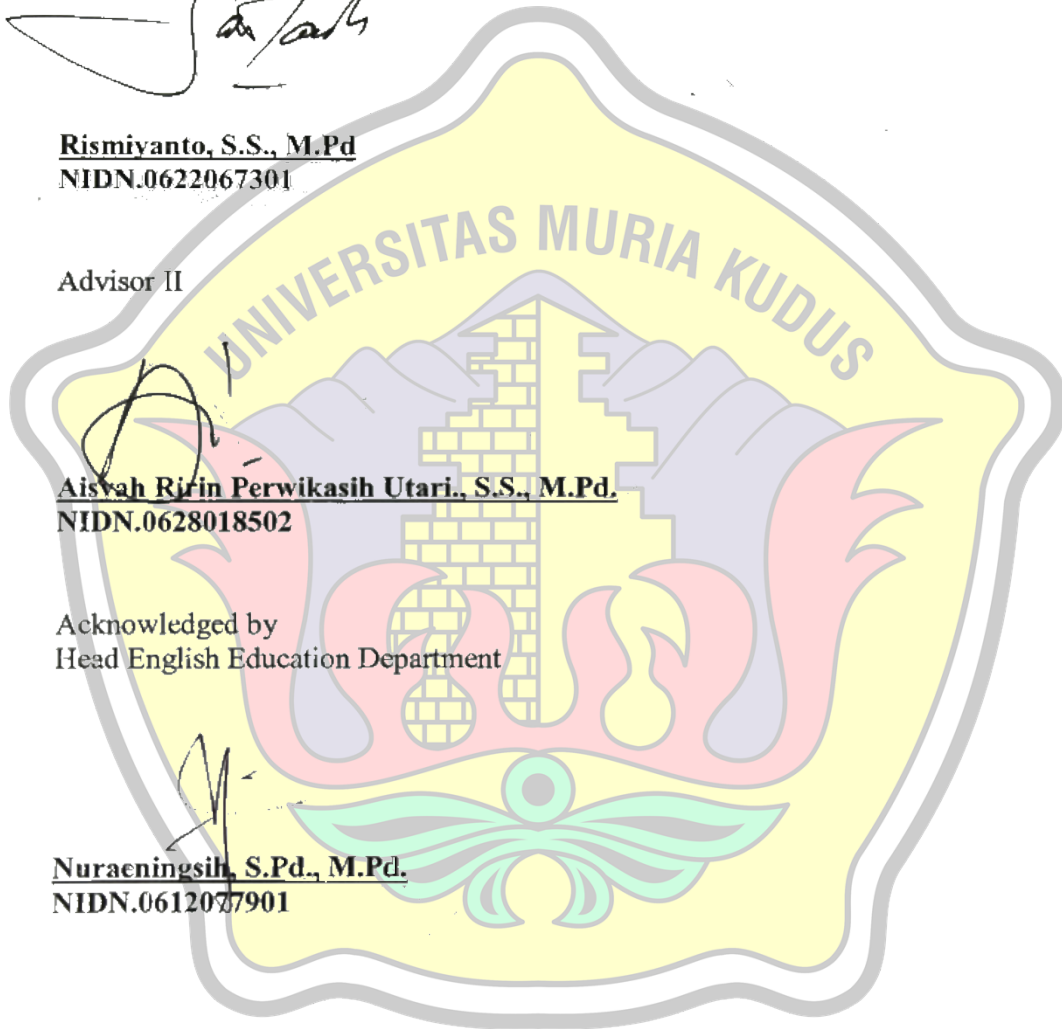 Rismiyanto, S.S., M.Pd
NIDN.0622067301
UNIVERSITAS MURIA KUDUS
Advisor II
Aisyah Ririn Perwikasih Utari., S.S., M.Pd.
NIDN.0628018502
Acknowledged by
Head English Education Department
Nuraeningsih, S.Pd., M.Pd.
NIDN.0612077901